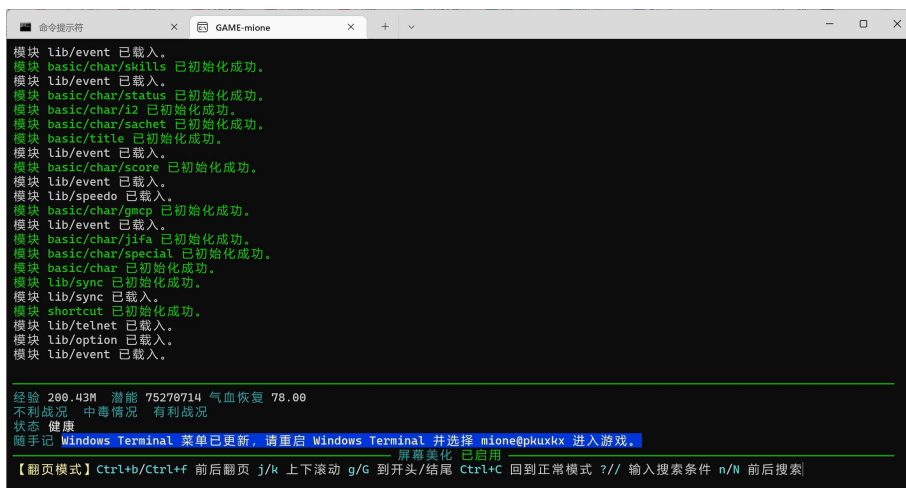 命令提示符
GAME-mione
模块 lib/event 已载入。
模块 basic/char/skills 已初始化成功。
模块 lib/event 已载入。
模块 basic/char/status 已初始化成功。
模块 basic/char/i2 已初始化成功。
模块 basic/char/sachet 已初始化成功。
模块 basic/title 已初始化成功。
模块 lib/event 已载入。
模块 basic/char/score 已初始化成功。
模块 lib/event 已载入。
模块 lib/speedo 已载入。
模块 basic/char/gmcp 已初始化成功。
模块 lib/event 已载入。
模块 basic/char/jifa 已初始化成功。
模块 basic/char/special 已初始化成功。
模块 basic/char 已初始化成功。
模块 lib/sync 已初始化成功。
模块 lib/sync 已载入。
模块 shortcut 已初始化成功。
模块 lib/telnet 已载入。
模块 lib/option 已载入。
模块 lib/event 已载入。
经验 200.43M 潜能 75270714 气血恢复 78.00
不利战况 中毒情况 有利战况
状态 健康
随手记 Windows Terminal 菜单已更新，请重启 Windows Terminal 并选择 mione@pkuxkx 进入游戏。
屏幕美化 已启用
【翻页模式】Ctrl+b/Ctrl+f 前后翻页 j/k 上下滚动 g/G 到开头/结尾 Ctrl+C 回到正常模式 ?// 输入搜索条件 n/N 前后搜索